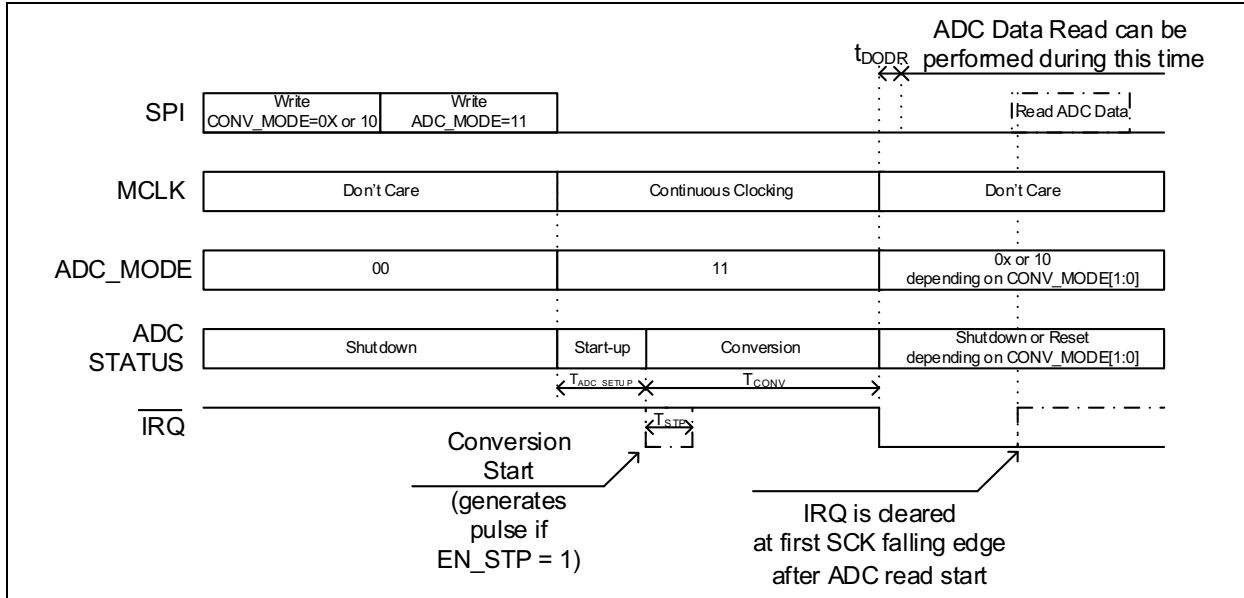 ADC Data Read can be
tDODR performed during this time
SPI
Write
CONV_MODE=0X or 10
Write
ADC_MODE=11
Read ADC Data
MCLK
Don't Care
Continuous Clocking
Don't Care
ADC_MODE
00
11
0x or 10
depending on CONV_MODE[1:0]
ADC
STATUS
Shutdown
Start-up
Conversion
Shutdown or Reset
depending on CONV_MODE[1:0]
TADC_SETUP
TCONV
IRQ
TSTP
Conversion
Start
(generates
pulse if
EN_STP = 1)
IRQ is cleared
at first SCK falling edge
after ADC read start